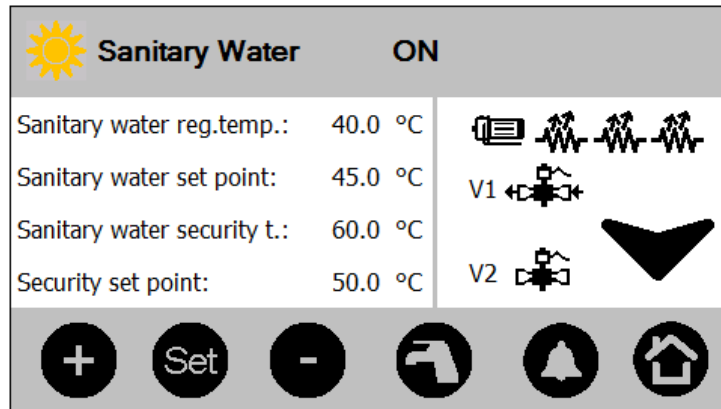 Sanitary Water ON
Sanitary water reg.temp.: 40.0 °C
Sanitary water set point: 45.0 °C
Sanitary water security t.: 60.0 °C
Security set point: 50.0 °C
V1
V2
+ Set -